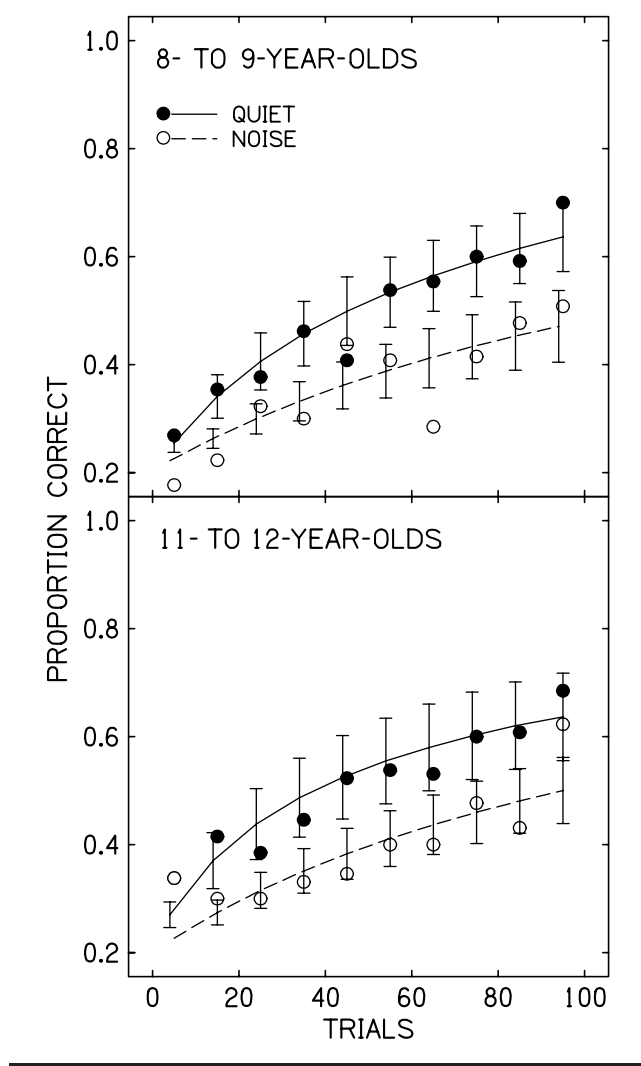 1.0
8- TO 9-YEAR-OLDS
QUIET
NOISE
0.8
0.6
0.4
0.2
PROPORTION CORRECT
1.0
11- TO 12-YEAR-OLDS
0.8
0.6
0.4
0.2
0 20 40 60 80 100
TRIALS